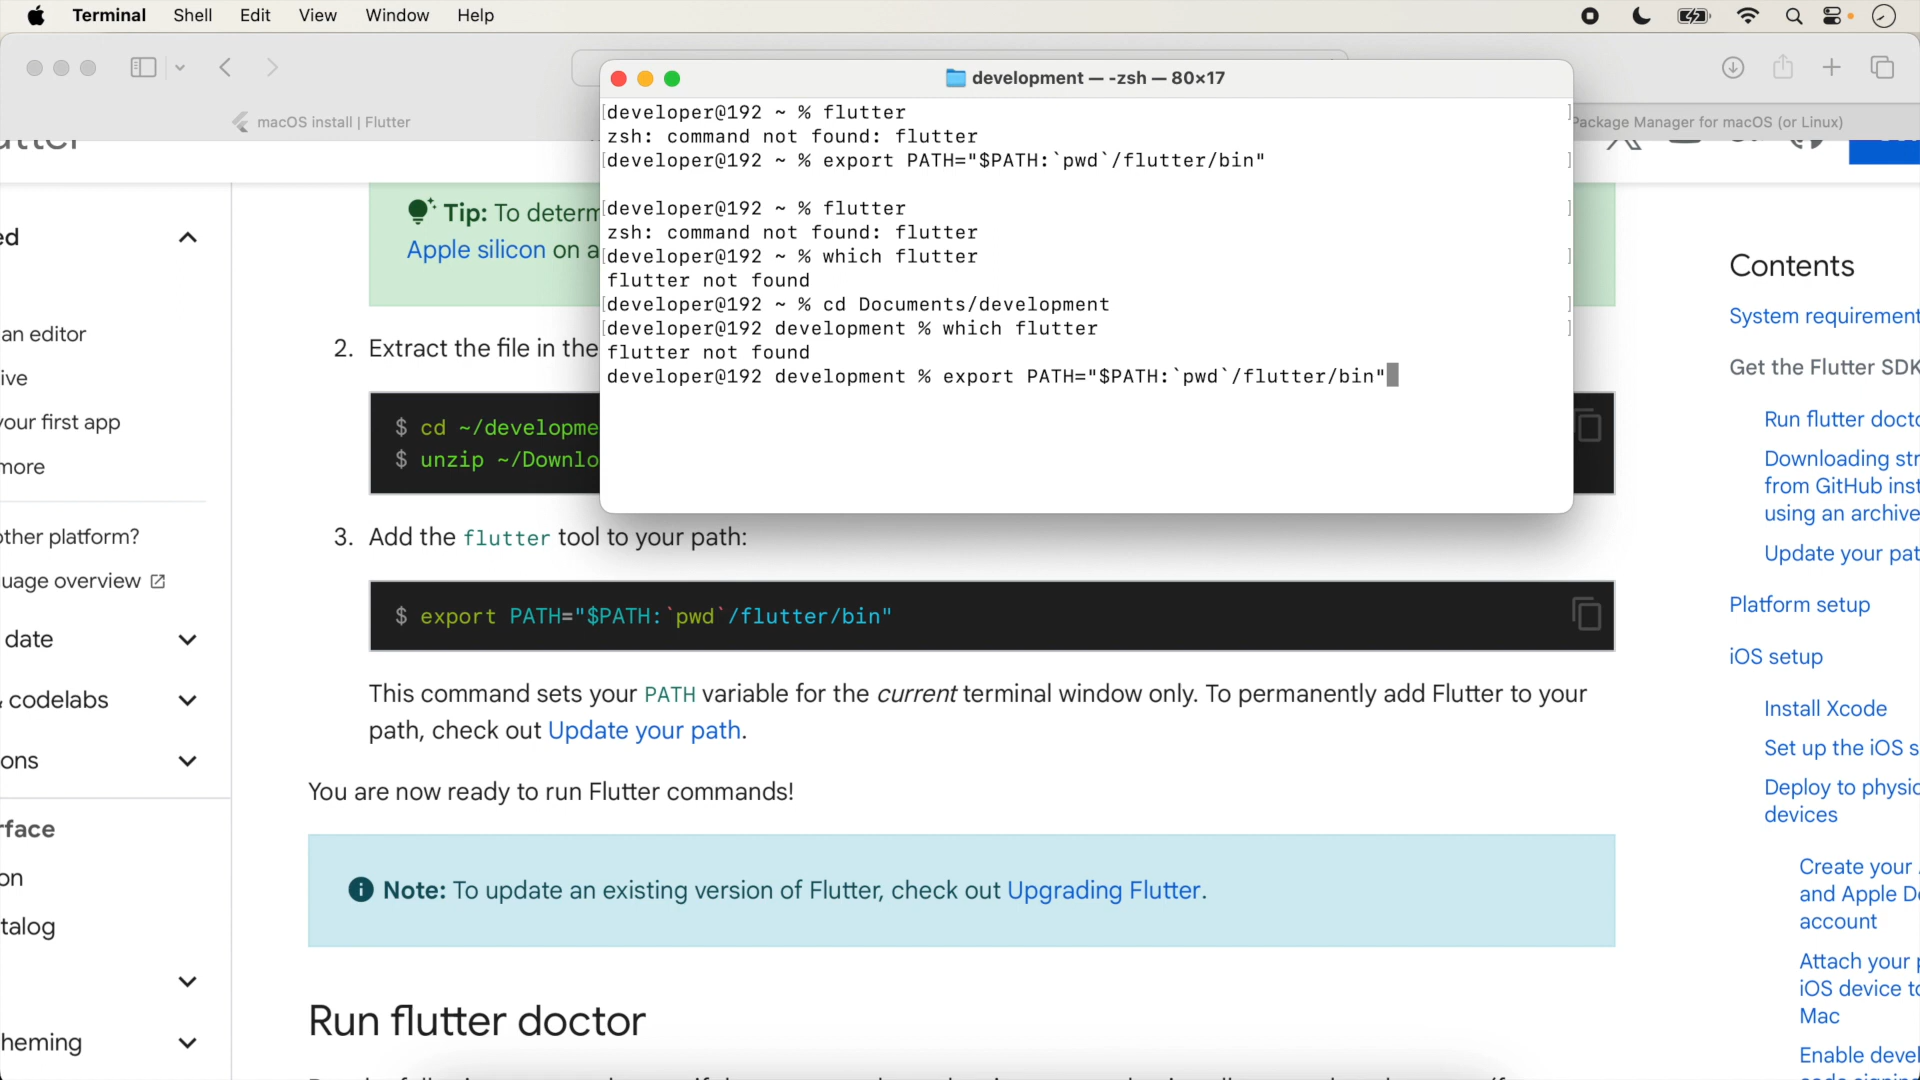 Terminal Shell Edit View Window Help
development — -zsh — 80×17
macOS install | Flutter
Package Manager for macOS (or Linux)
developer@192 ~ % flutter
zsh: command not found: flutter
developer@192 ~ % export PATH="$PATH:`pwd`/flutter/bin"
developer@192 ~ % flutter
zsh: command not found: flutter
developer@192 ~ % which flutter
flutter not found
developer@192 ~ % cd Documents/development
developer@192 development % which flutter
flutter not found
developer@192 development % export PATH="$PATH:`pwd`/flutter/bin"
ed
an editor
ive
your first app
more
other platform?
uage overview
date
codelabs
ons
rface
on
talog
heming
Tip: To determ
Apple silicon on a
2. Extract the file in the
$ cd ~/developme
$ unzip ~/Downlo
3. Add the flutter tool to your path:
$ export PATH="$PATH:`pwd`/flutter/bin"
This command sets your PATH variable for the current terminal window only. To permanently add Flutter to your
path, check out Update your path.
You are now ready to run Flutter commands!
Note: To update an existing version of Flutter, check out Upgrading Flutter.
Run flutter doctor
Contents
System requirement
Get the Flutter SDK
Run flutter docto
Downloading str
from GitHub inst
using an archive
Update your pat
Platform setup
iOS setup
Install Xcode
Set up the iOS s
Deploy to physic
devices
Create your
and Apple De
account
Attach your p
iOS device to
Mac
Enable devel